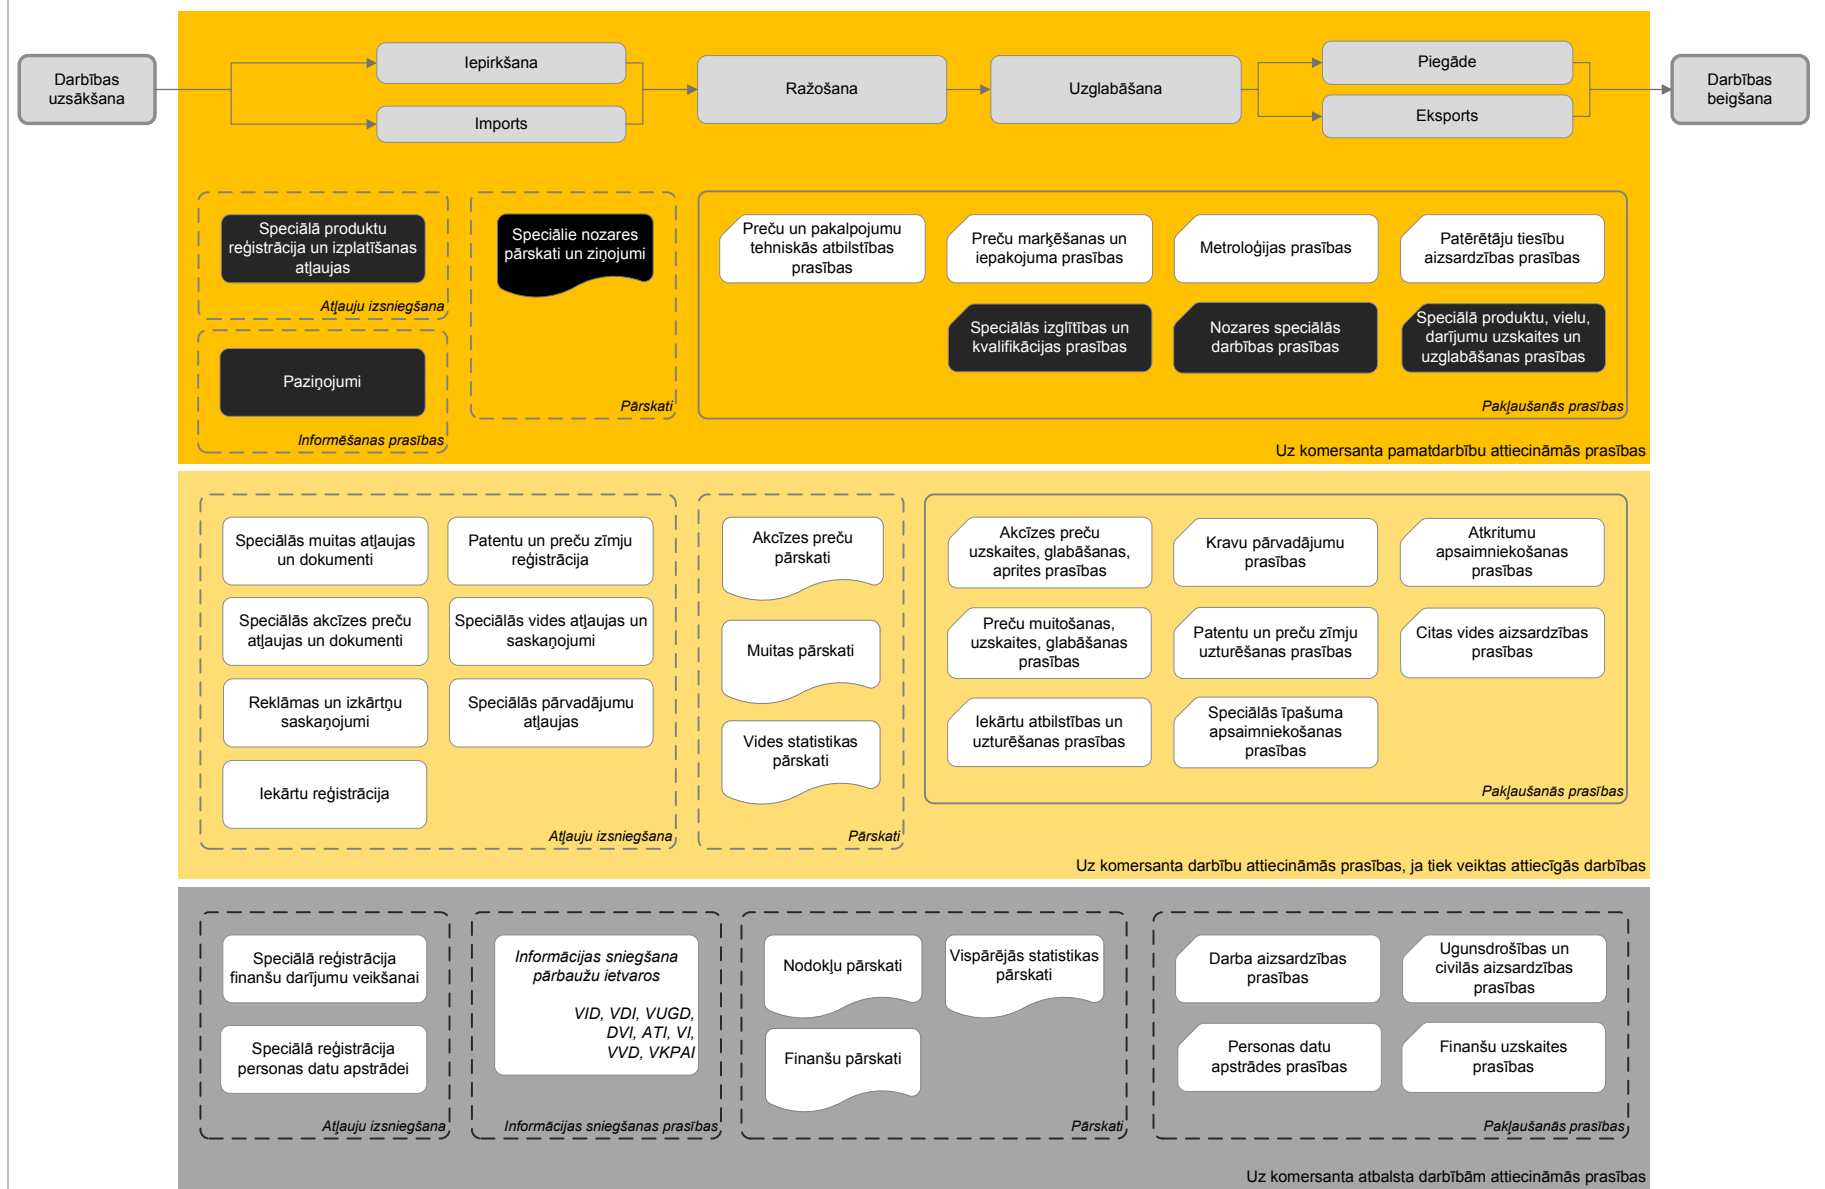 Darbības
uzsākšana
Iepirkšana
Imports
Ražošana
Uzglabāšana
Piegāde
Eksports
Darbības
beigšana
Speciālā produktu
reģistrācija un izplatīšanas
atļaujas
Atļauju izsniegšana
Paziņojumi
Informēšanas prasības
Speciālie nozares
pārskati un ziņojumi
Pārskati
Preču un pakalpojumu
tehniskās atbilstības
prasības
Preču marķēšanas un
iepakojuma prasības
Metroloģijas prasības
Patērētāju tiesību
aizsardzības prasības
Speciālās izglītības un
kvalifikācijas prasības
Nozares speciālās
darbības prasības
Speciālā produktu, vielu,
darījumu uzskaites un
uzglabāšanas prasības
Pakļaušanās prasības
Uz komersanta pamatdarbību attiecināmās prasības
Speciālās muitas atļaujas
un dokumenti
Patentu un preču zīmju
reģistrācija
Speciālās akcīzes preču
atļaujas un dokumenti
Speciālās vides atļaujas un
saskaņojumi
Reklāmas un izkārtņu
saskaņojumi
Speciālās pārvadājumu
atļaujas
Iekārtu reģistrācija
Atļauju izsniegšana
Akcīzes preču
pārskati
Muitas pārskati
Vides statistikas
pārskati
Pārskati
Akcīzes preču
uzskaites, glabāšanas,
aprites prasības
Kravu pārvadājumu
prasības
Atkritumu
apsaimniekošanas
prasības
Preču muitošanas,
uzskaites, glabāšanas
prasības
Patentu un preču zīmju
uzturēšanas prasības
Citas vides aizsardzības
prasības
Iekārtu atbilstības un
uzturēšanas prasības
Speciālās īpašuma
apsaimniekošanas
prasības
Pakļaušanās prasības
Uz komersanta darbību attiecināmās prasības, ja tiek veiktas attiecīgās darbības
Speciālā reģistrācija
finanšu darījumu veikšanai
Speciālā reģistrācija
personas datu apstrādei
Atļauju izsniegšana
Informācijas sniegšana
pārbaužu ietvaros
VID, VDI, VUGD,
DVI, ATI, VI,
VVD, VKPAI
Informācijas sniegšanas prasības
Nodokļu pārskati
Vispārējās statistikas
pārskati
Finanšu pārskati
Pārskati
Darba aizsardzības
prasības
Ugunsdrošības un
civilās aizsardzības
prasības
Personas datu
apstrādes prasības
Finanšu uzskaites
prasības
Pakļaušanās prasības
Uz komersanta atbalsta darbībām attiecināmās prasības